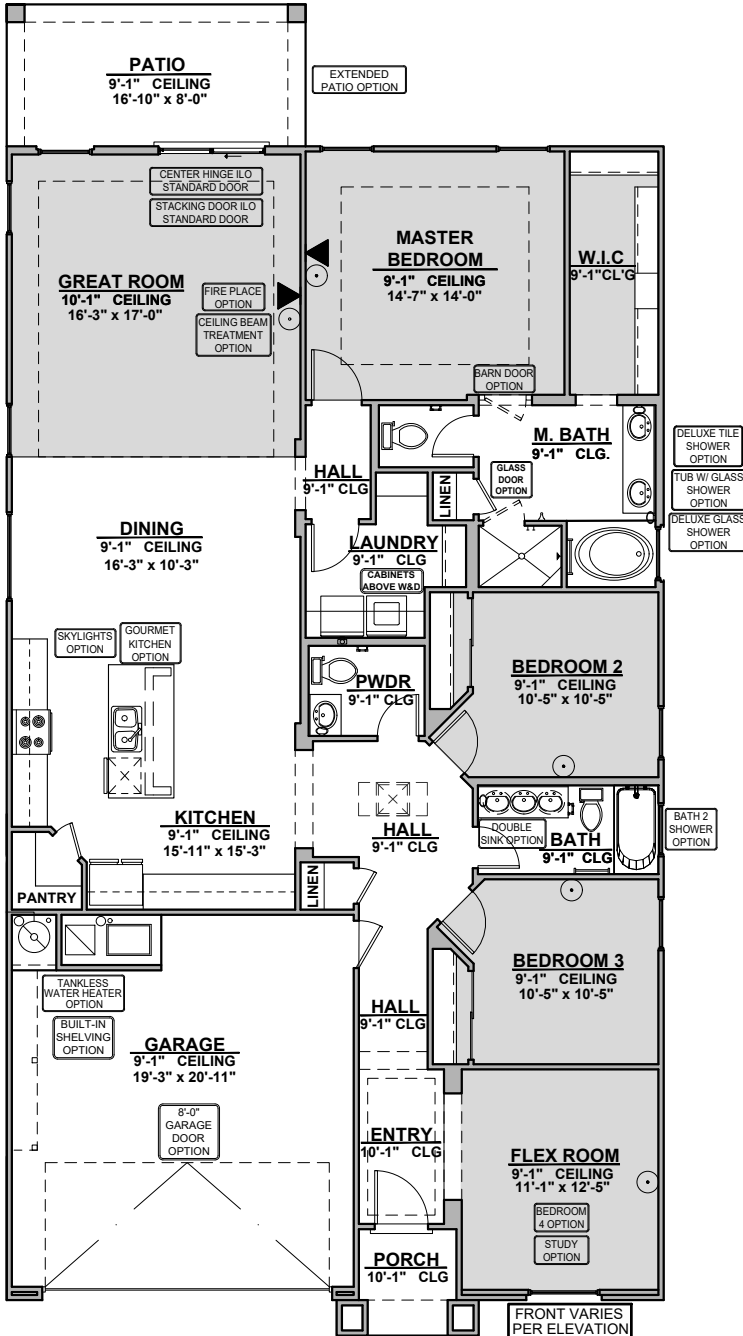 PATIO
9'-1" CEILING
16'-10" x 8'-0"
EXTENDED
PATIO OPTION
CENTER HINGE ILO
STANDARD DOOR
STACKING DOOR ILO
STANDARD DOOR
GREAT ROOM
10'-1" CEILING
16'-3" x 17'-0"
FIRE PLACE
OPTION
CEILING BEAM
TREATMENT
OPTION
MASTER
BEDROOM
9'-1" CEILING
14'-7" x 14'-0"
W.I.C
9'-1"CL'G
BARN DOOR
OPTION
M. BATH
9'-1" CLG.
GLASS
DOOR
OPTION
DELUXE TILE
SHOWER
OPTION
TUB W/ GLASS
SHOWER
OPTION
DELUXE GLASS
SHOWER
OPTION
HALL
9'-1" CLG
LINEN
LAUNDRY
9'-1" CLG
CABINETS
ABOVE W&D
DINING
9'-1" CEILING
16'-3" x 10'-3"
SKYLIGHTS
OPTION
GOURMET
KITCHEN
OPTION
PWDR
9'-1" CLG
BEDROOM 2
9'-1" CEILING
10'-5" x 10'-5"
KITCHEN
9'-1" CEILING
15'-11" x 15'-3"
HALL
9'-1" CLG
DOUBLE
SINK OPTION
BATH
9'-1" CLG
BATH 2
SHOWER
OPTION
PANTRY
LINEN
TANKLESS
WATER HEATER
OPTION
BUILT-IN
SHELVING
OPTION
GARAGE
9'-1" CEILING
19'-3" x 20'-11"
8'-0"
GARAGE
DOOR
OPTION
HALL
9'-1" CLG
BEDROOM 3
9'-1" CEILING
10'-5" x 10'-5"
ENTRY
10'-1" CLG
FLEX ROOM
9'-1" CEILING
11'-1" x 12'-5"
BEDROOM
4 OPTION
STUDY
OPTION
PORCH
10'-1" CLG
FRONT VARIES
PER ELEVATION